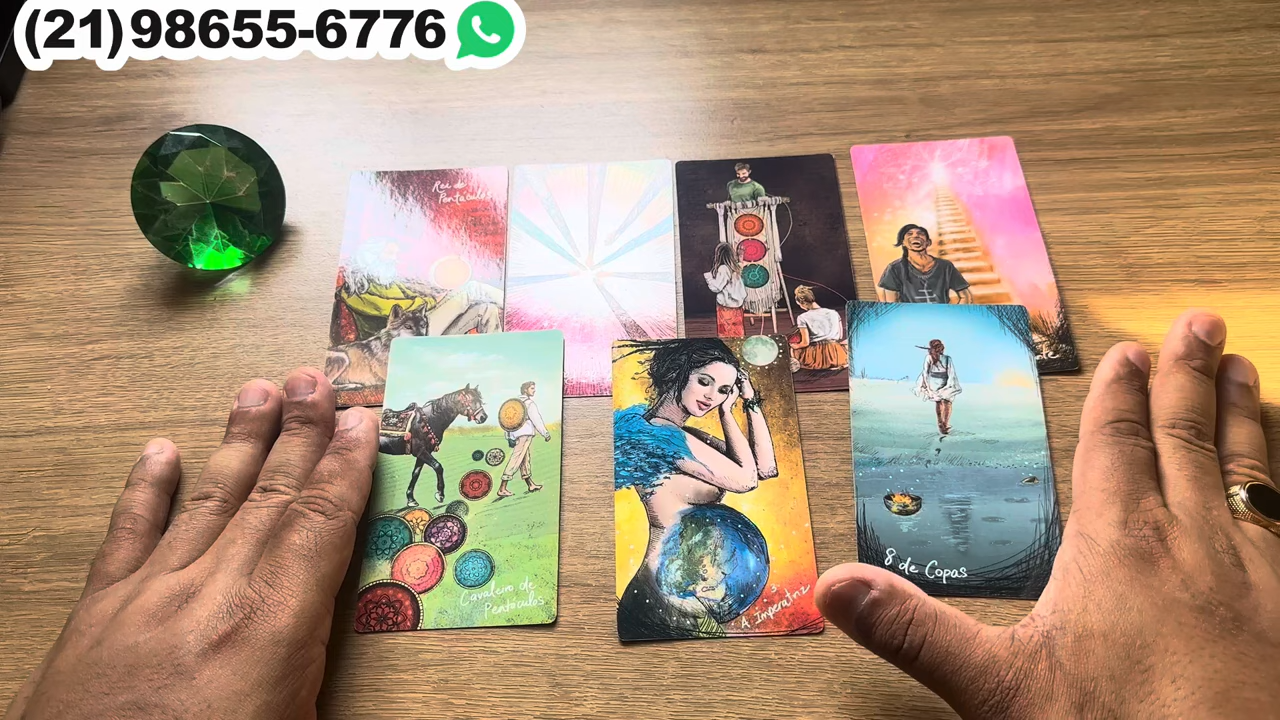 (21)98655-6776
Rei de
Pentáculos
Cavaleiro de
Pentáculos
3.
A Imperatriz
8 de Copas